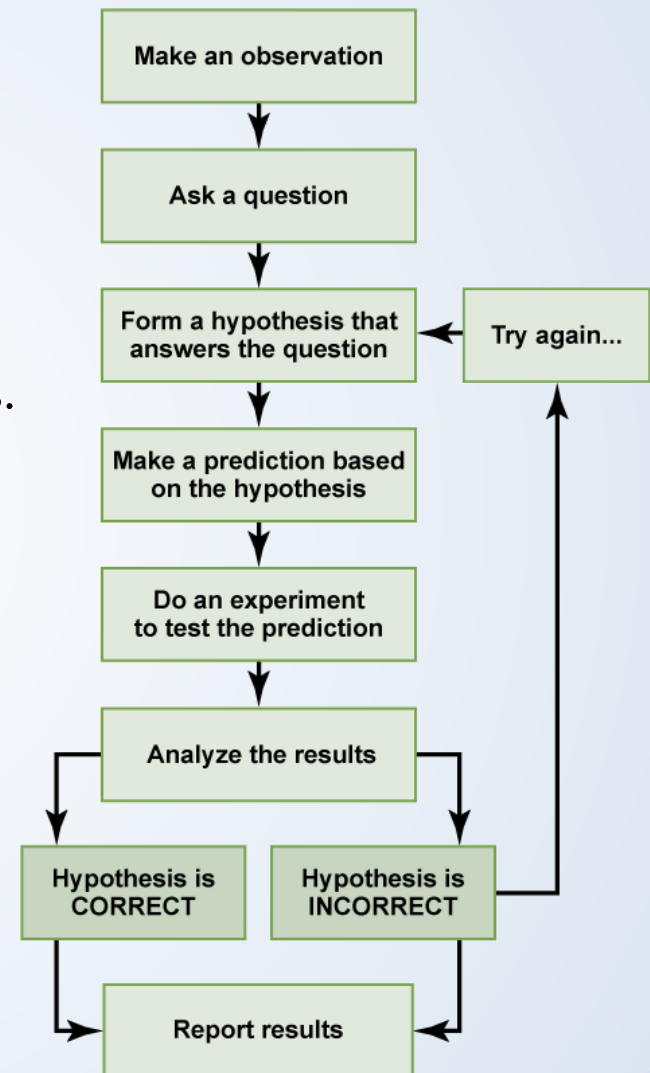 Make an observation
Ask a question
Form a hypothesis that
answers the question
Try again...
Make a prediction based
on the hypothesis
Do an experiment
to test the prediction
Analyze the results
Hypothesis is
CORRECT
Hypothesis is
INCORRECT
Report results